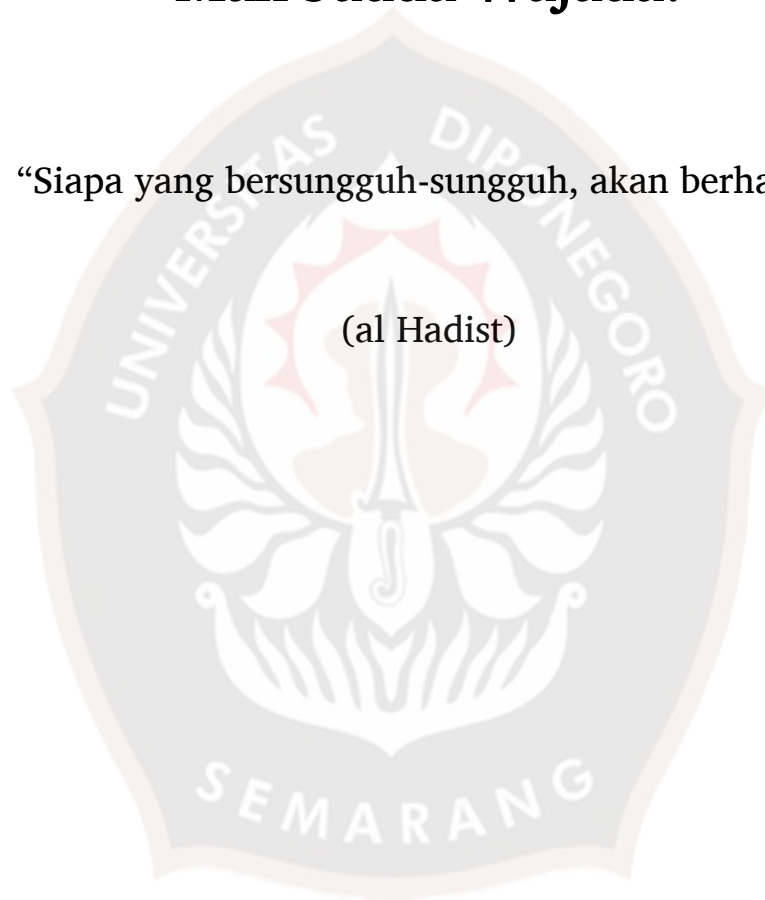 UNIVERSITAS DIPONEGORO
“Siapa yang bersungguh-sungguh, akan berha
(al Hadist)
SEMARANG